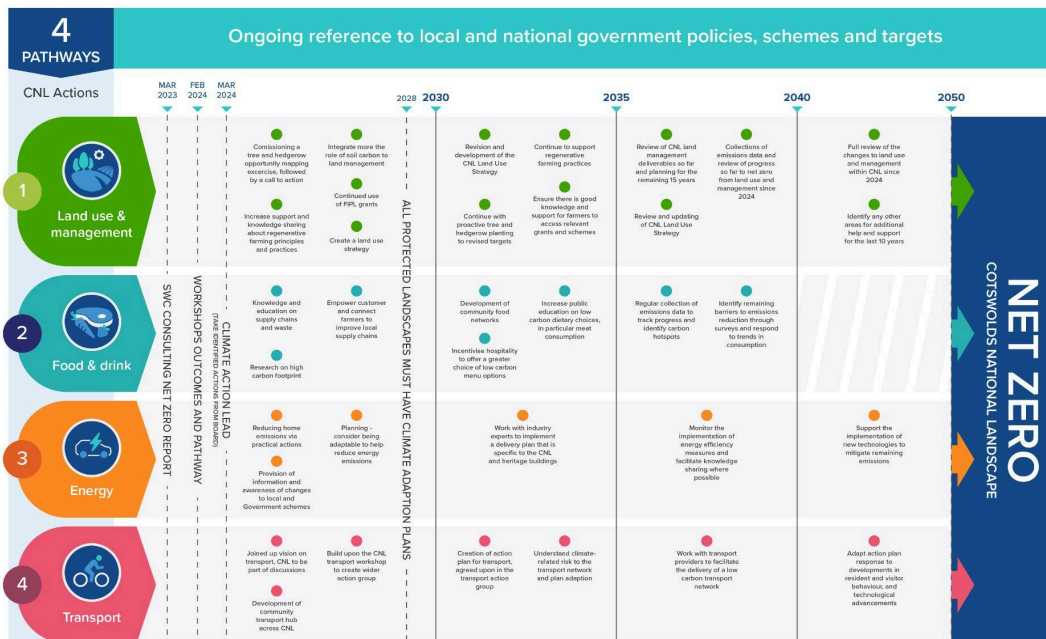 4
PATHWAYS
Ongoing reference to local and national government policies, schemes and targets
CNL Actions
MAR
2023
FEB
2024
MAR
2024
2028
2030
2035
2040
2050
1
Land use &
management
Comissioning a
tree and hedgerow
opportunity mapping
excercise, followed
by a call to action
Increase support and
knowledge sharing
about regenerative
farming principles
and practices
Integrate more the
role of soil carbon to
land management
Continued
use of
FIPL grants
Create a land use
strategy
Revision and
development of the
CNL Land Use
Strategy
Continue with
proactive tree and
hedgerow planting
to revised targets
Continue to support
regenerative
farming practices
Ensure there is good
knowledge and
support for farmers to
access relevant
grants and schemes
Review of CNL land
management
deliverables so far
and planning for the
remaining 15 years
Review and updating
of CNL Land Use
Strategy
Collections of
emissions data and
review of progress
so far to net zero
from land use and
management since
2024
Full review of the
changes to land use
and management
within CNL since
2024
Identify any other
areas for additional
help and support
for the last 10 years
2
Food & drink
Knowledge and
education on
supply chains
and waste
Research on high
carbon footprint
Empower customer
and connect
farmers to
improve local
supply chains
Development of
community food
networks
Incentivise hospitality
to offer a greater
choice of low carbon
menu options
Increase public
education on low
carbon dietary choices,
in particular meat
consumption
Regular collection of
emissions data to
track progress and
identify carbon
hotspots
Identify remaining
barriers to emissions
reduction through
surveys and respond
to trends in
consumption
3
Energy
Reducing home
emissions via
practical actions
Provision of
information and
awareness of changes
to local and
Government schemes
Planning -
consider being
adaptable to help
reduce energy
emissions
Work with industry
experts to implement
a delivery plan that is
specific to the CNL
and heritage buildings
Monitor the
implementation of
energy efficiency
measures and
facilitate knowledge
sharing where
possible
Support the
implementation of
new technologies to
mitigate remaining
emissions
4
Transport
Joined up vision on
transport, CNL to be
part of discussions
Development of
community
transport hub
across CNL
Build upon the CNL
transport workshop
to create wider
action group
Creation of action
plan for transport,
agreed upon in the
transport action
group
Understand climate-
related risk to the
transport network
and plan adaption
Work with transport
providers to facilitate
the delivery of a low
carbon transport
network
Adapt action plan
response to
developments in
resident and visitor
behaviour, and
technological
advancements
SWC CONSULTING NET ZERO REPORT
WORKSHOPS OUTCOMES AND PATHWAY
CLIMATE ACTION LEAD
(TAKE IDENTIFIED ACTIONS FROM BOARD)
ALL PROTECTED LANDSCAPES MUST HAVE CLIMATE ADAPTION PLANS
NET ZERO
COTSWOLDS NATIONAL LANDSCAPE